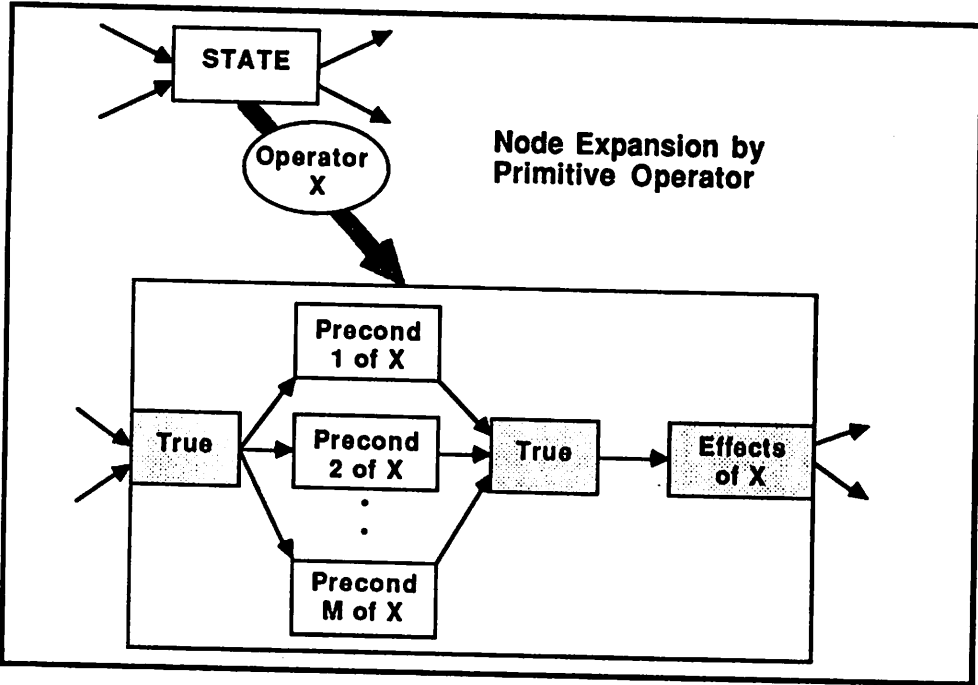 STATE
Operator
X
Node Expansion by
Primitive Operator
Precond
1 of X
True
Precond
2 of X
True
Effects
of X
Precond
M of X